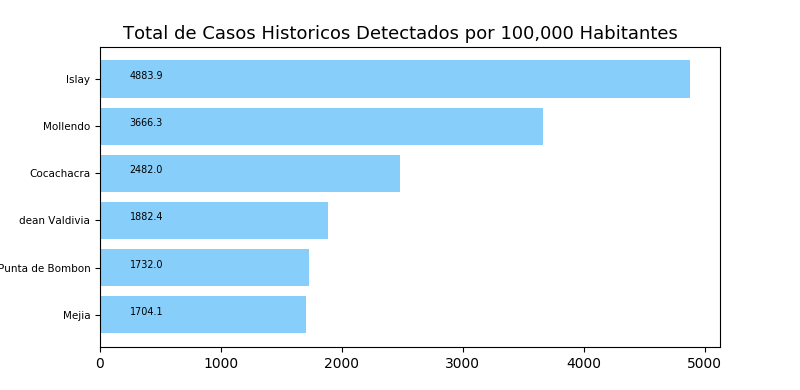 Total de Casos Historicos Detectados por 100,000 Habitantes
Islay 4883.9
Mollendo 3666.3
Cocachacra 2482.0
dean Valdivia 1882.4
Punta de Bombon 1732.0
Mejia 1704.1
0 1000 2000 3000 4000 5000